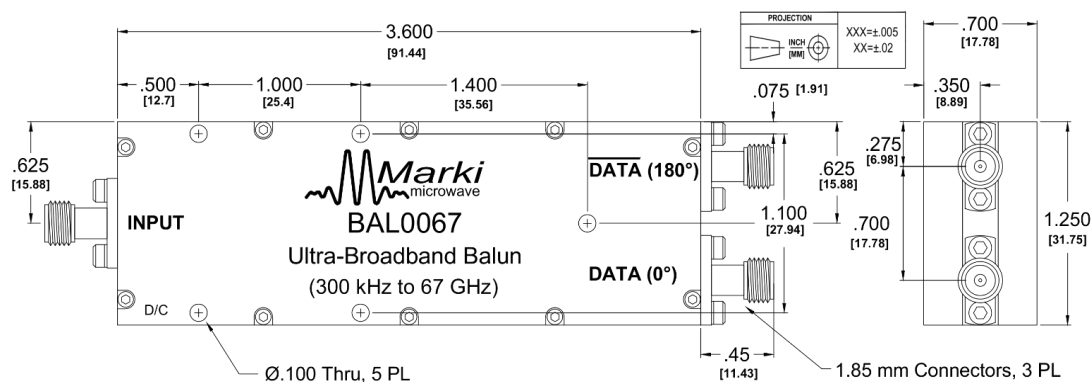 3.600
[91.44]
PROJECTION
INCH
[MM]
XXX=±.005
XX=±.02
.700
[17.78]
.500
[12.7]
1.000
[25.4]
1.400
[35.56]
.075 [1.91]
.350
[8.89]
.625
[15.88]
Marki
microwave
DATA (180°)
.625
[15.88]
.275
[6.98]
INPUT
BAL0067
1.100
[27.94]
.700
[17.78]
1.250
[31.75]
Ultra-Broadband Balun
DATA (0°)
(300 kHz to 67 GHz)
D/C
.45
[11.43]
Ø.100 Thru, 5 PL
1.85 mm Connectors, 3 PL